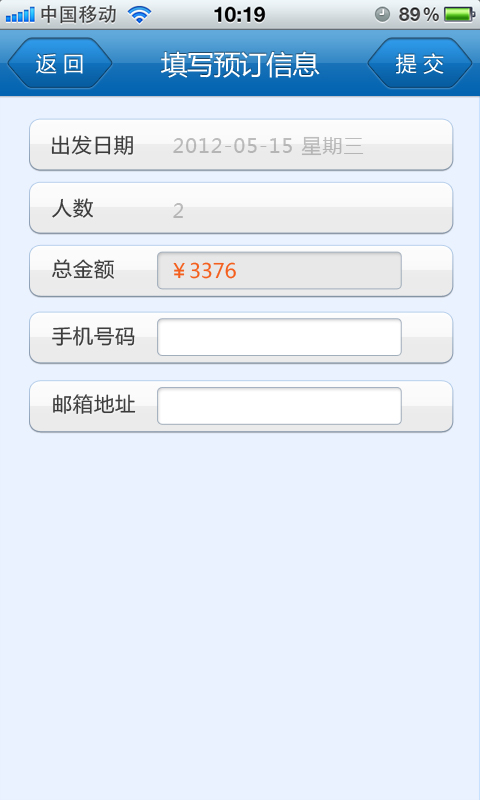 中国移动 10:19 89%
返回 填写预订信息 提交
出发日期 2012-05-15 星期三
人数 2
总金额 ¥3376
手机号码
邮箱地址